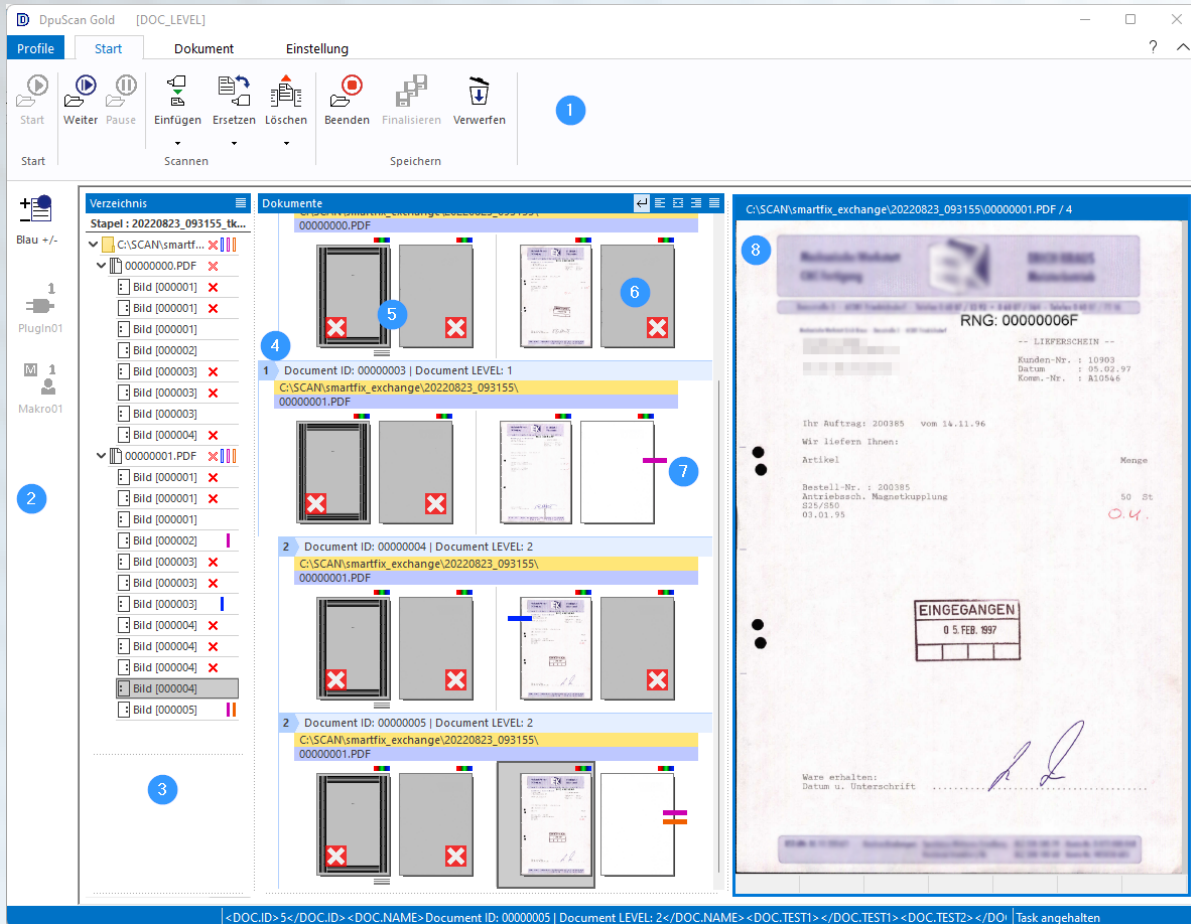 DpuScan Gold [DOC_LEVEL]
Profile Start Dokument Einstellung
Start Weiter Pause Einfügen Ersetzen Löschen Beenden Finalisieren Verwerfen
Start Scannen Speichern
1
Blau +/-
1
PlugIn01
M 1
Makro01
2
Verzeichnis
Stapel : 20220823_093155_tk...
C:\SCAN\smartf...
00000000.PDF
Bild [000001]
Bild [000001]
Bild [000001]
Bild [000002]
Bild [000003]
Bild [000003]
Bild [000003]
Bild [000004]
00000001.PDF
Bild [000001]
Bild [000001]
Bild [000001]
Bild [000002]
Bild [000003]
Bild [000003]
Bild [000003]
Bild [000004]
Bild [000004]
Bild [000004]
Bild [000004]
Bild [000005]
3
Dokumente
C:\SCAN\smartfix_exchange\20220823_093155\
00000000.PDF
5
6
4
1 Document ID: 00000003 | Document LEVEL: 1
C:\SCAN\smartfix_exchange\20220823_093155\
00000001.PDF
7
2 Document ID: 00000004 | Document LEVEL: 2
C:\SCAN\smartfix_exchange\20220823_093155\
00000001.PDF
2 Document ID: 00000005 | Document LEVEL: 2
C:\SCAN\smartfix_exchange\20220823_093155\
00000001.PDF
C:\SCAN\smartfix_exchange\20220823_093155\00000001.PDF / 4
8
RNG: 00000006F
-- LIEFERSCHEIN --
Kunden-Nr. : 10903
Datum : 05.02.97
Komm.-Nr. : A10546
Ihr Auftrag: 200385 vom 14.11.96
Wir liefern Ihnen:
Artikel Menge
Bestell-Nr. : 200385
Antriebssch. Magnetkupplung 50 St
S25/S50
03.01.95
O.K.
EINGEGANGEN
0 5. FEB. 1997
Ware erhalten:
Datum u. Unterschrift
<DOC.ID>5</DOC.ID><DOC.NAME>Document ID: 00000005 | Document LEVEL: 2</DOC.NAME><DOC.TEST1></DOC.TEST1><DOC.TEST2></DO
Task angehalten